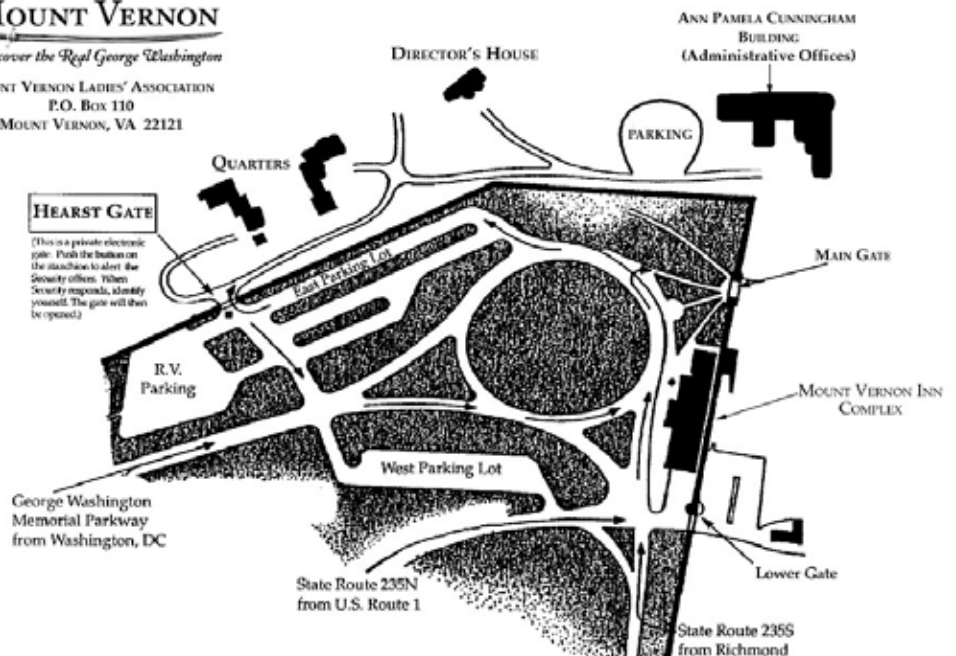 OUNT VERNON
cover the Real George Washington
NT VERNON LADIES' ASSOCIATION
P.O. BOX 110
MOUNT VERNON, VA 22121
DIRECTOR'S HOUSE
ANN PAMELA CUNNINGHAM
BUILDING
(Administrative Offices)
PARKING
QUARTERS
HEARST GATE
(This is a private electronic
gate. Push the button on
the stanchion to alert the
Security offices. When
Security responds, identify
yourself. The gate will then
be opened.)
East Parking Lot
MAIN GATE
R.V.
Parking
MOUNT VERNON INN
COMPLEX
West Parking Lot
George Washington
Memorial Parkway
from Washington, DC
State Route 235N
from U.S. Route 1
Lower Gate
State Route 235S
from Richmond